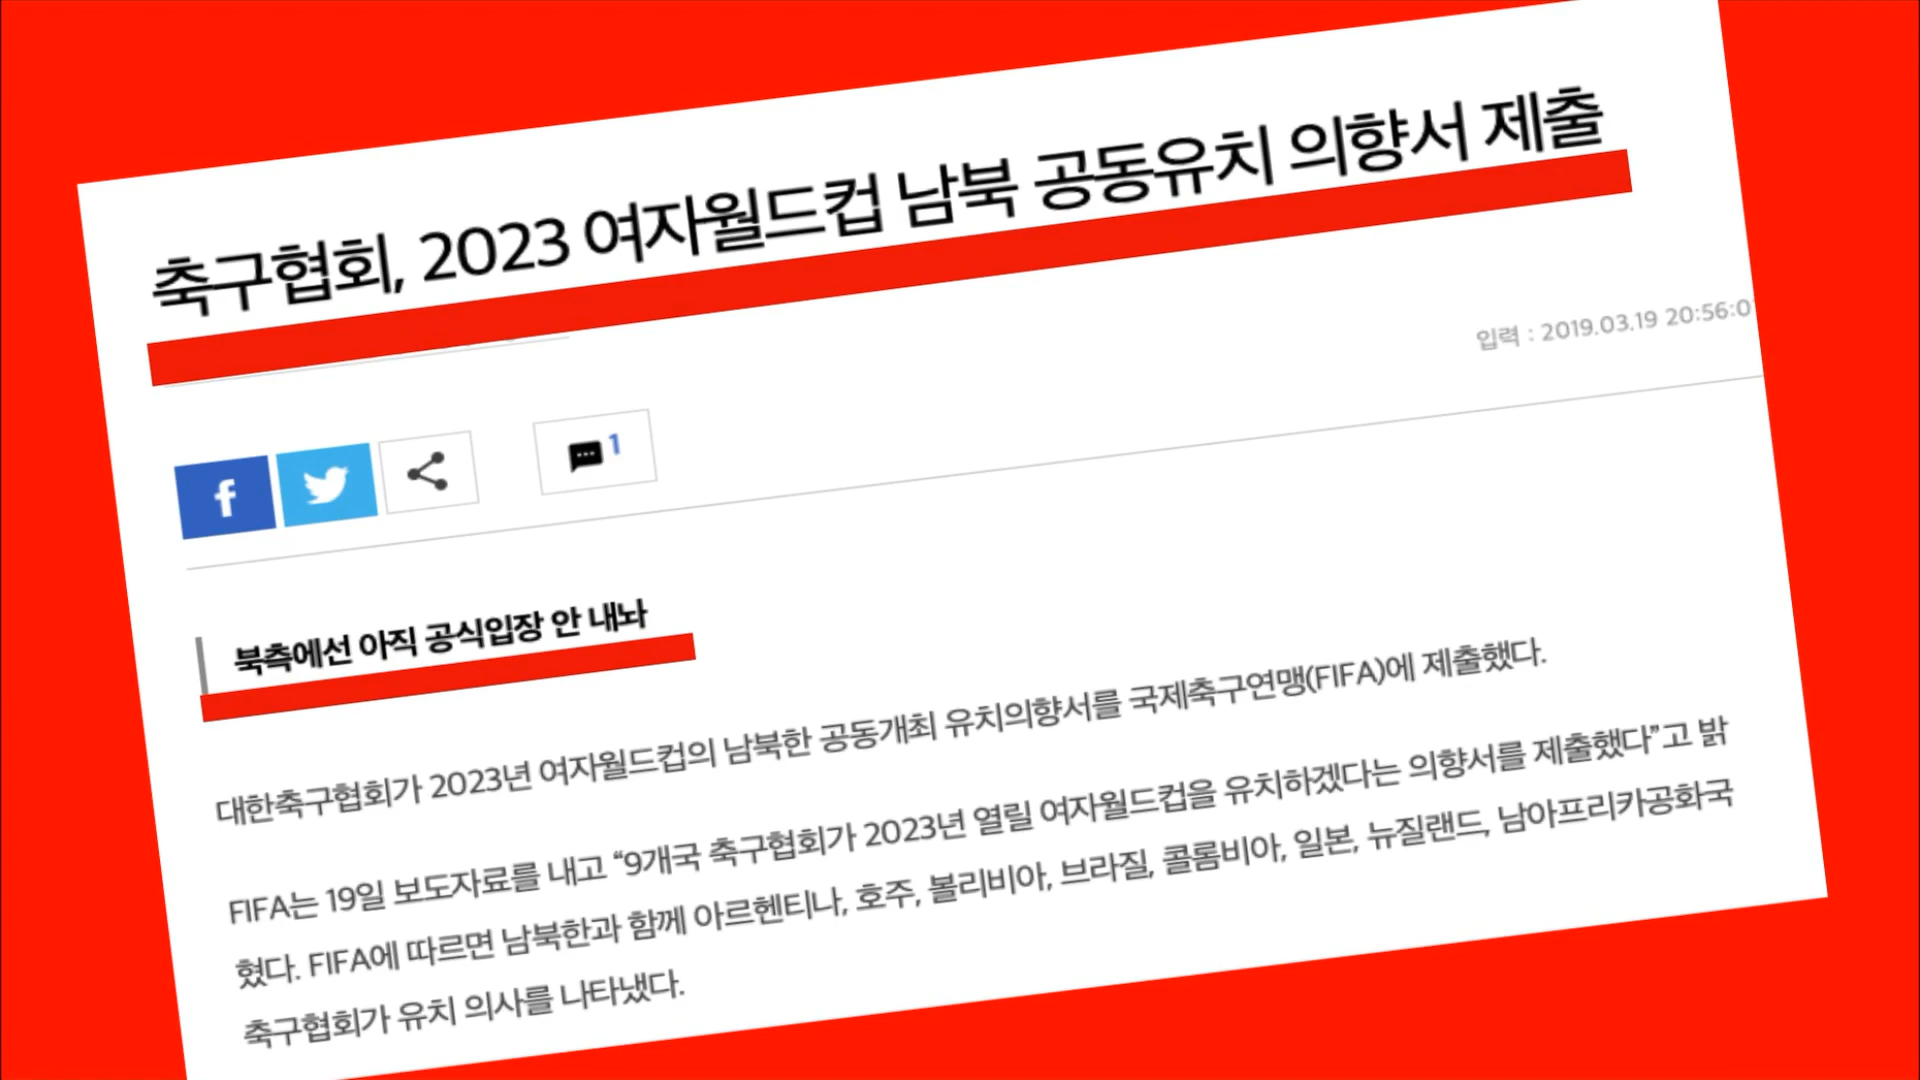 축구협회, 2023 여자월드컵 남북 공동유치 의향서 제출
입력 : 2019.03.19 20:56:0
f
1
북측에선 아직 공식입장 안 내놔
대한축구협회가 2023년 여자월드컵의 남북한 공동개최 유치의향서를 국제축구연맹(FIFA)에 제출했다.
FIFA는 19일 보도자료를 내고 “9개국 축구협회가 2023년 열릴 여자월드컵을 유치하겠다는 의향서를 제출했다”고 밝
혔다. FIFA에 따르면 남북한과 함께 아르헨티나, 호주, 볼리비아, 브라질, 콜롬비아, 일본, 뉴질랜드, 남아프리카공화국
축구협회가 유치 의사를 나타냈다.